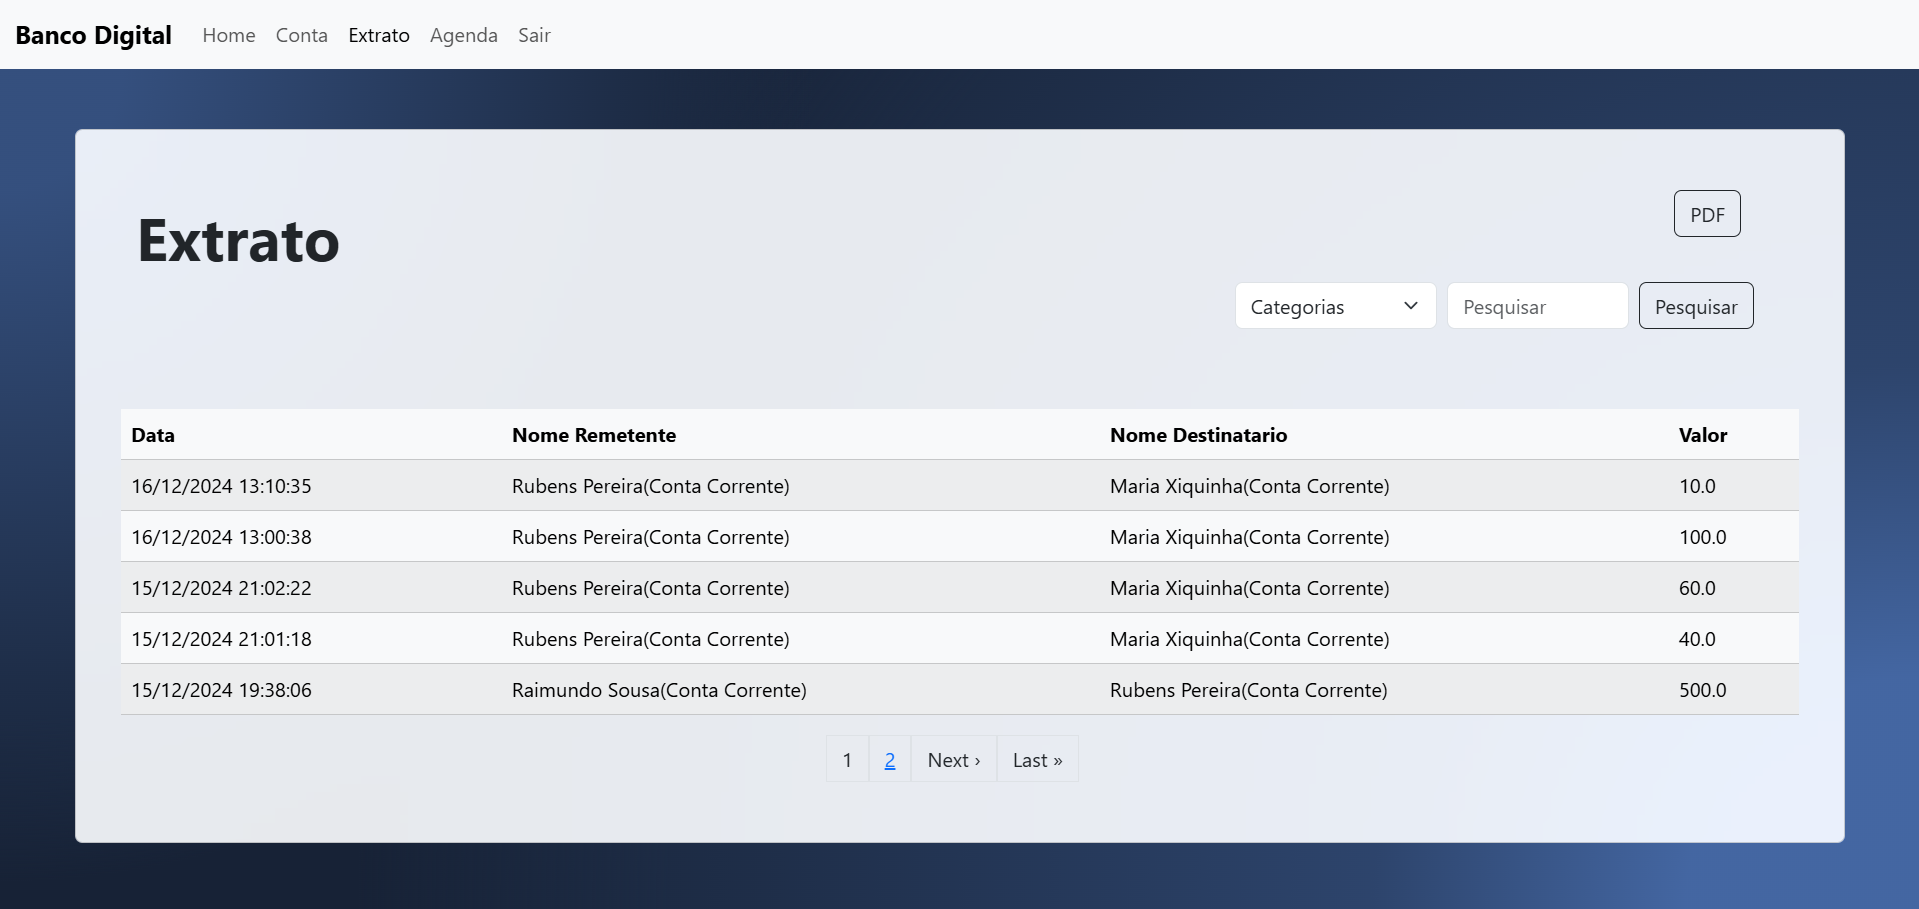 Banco Digital Home Conta Extrato Agenda Sair
Extrato
PDF
Categorias Pesquisar Pesquisar
Data Nome Remetente Nome Destinatario Valor
16/12/2024 13:10:35 Rubens Pereira(Conta Corrente) Maria Xiquinha(Conta Corrente) 10.0
16/12/2024 13:00:38 Rubens Pereira(Conta Corrente) Maria Xiquinha(Conta Corrente) 100.0
15/12/2024 21:02:22 Rubens Pereira(Conta Corrente) Maria Xiquinha(Conta Corrente) 60.0
15/12/2024 21:01:18 Rubens Pereira(Conta Corrente) Maria Xiquinha(Conta Corrente) 40.0
15/12/2024 19:38:06 Raimundo Sousa(Conta Corrente) Rubens Pereira(Conta Corrente) 500.0
1 2 Next › Last »